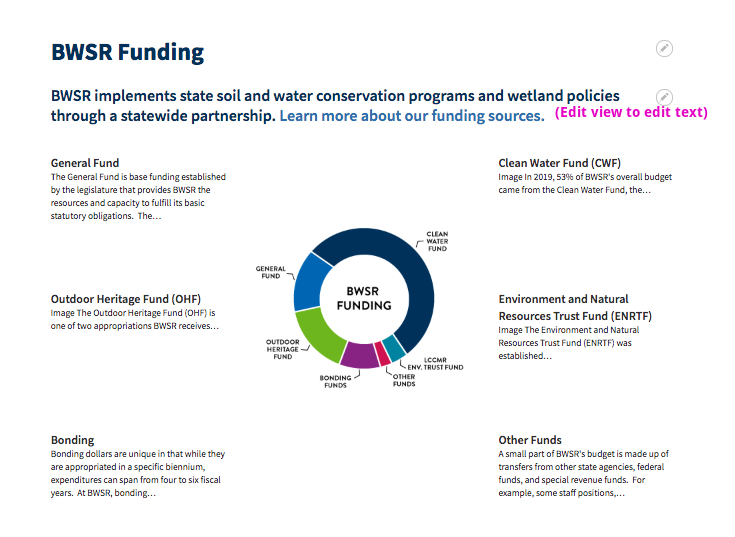 BWSR Funding
BWSR implements state soil and water conservation programs and wetland policies
through a statewide partnership. Learn more about our funding sources.
(Edit view to edit text)
General Fund
The General Fund is base funding established
by the legislature that provides BWSR the
resources and capacity to fulfill its basic
statutory obligations.  The…
Clean Water Fund (CWF)
Image In 2019, 53% of BWSR's overall budget
came from the Clean Water Fund, the…
Outdoor Heritage Fund (OHF)
Image The Outdoor Heritage Fund (OHF) is
one of two appropriations BWSR receives…
CLEAN
WATER
FUND
GENERAL
FUND
BWSR
FUNDING
OUTDOOR
HERITAGE
FUND
BONDING
FUNDS
OTHER
FUNDS
LCCMR
ENV. TRUST FUND
Environment and Natural
Resources Trust Fund (ENRTF)
Image The Environment and Natural
Resources Trust Fund (ENRTF) was
established…
Bonding
Bonding dollars are unique in that while they
are appropriated in a specific biennium,
expenditures can span from four to six fiscal
years.  At BWSR, bonding…
Other Funds
A small part of BWSR's budget is made up of
transfers from other state agencies, federal
funds, and special revenue funds.  For
example, some staff positions,…